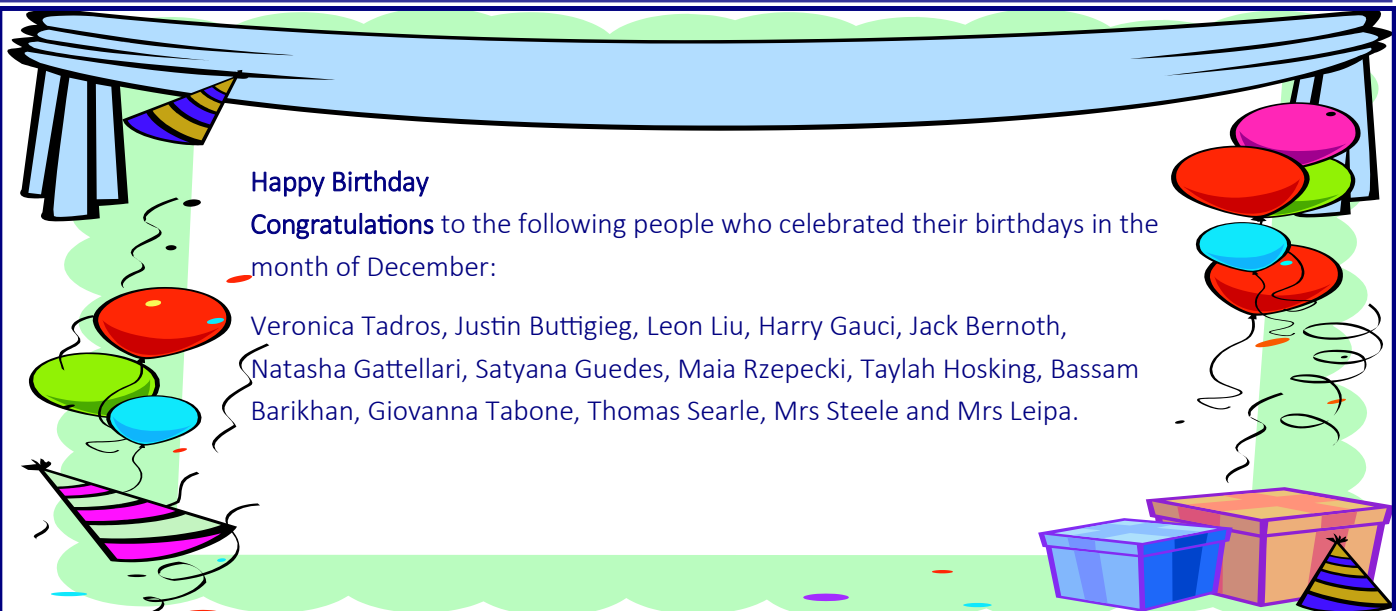 Happy Birthday
Congratulations to the following people who celebrated their birthdays in the
month of December:
Veronica Tadros, Justin Buttigieg, Leon Liu, Harry Gauci, Jack Bernoth,
Natasha Gattellari, Satyana Guedes, Maia Rzepecki, Taylah Hosking, Bassam
Barikhan, Giovanna Tabone, Thomas Searle, Mrs Steele and Mrs Leipa.